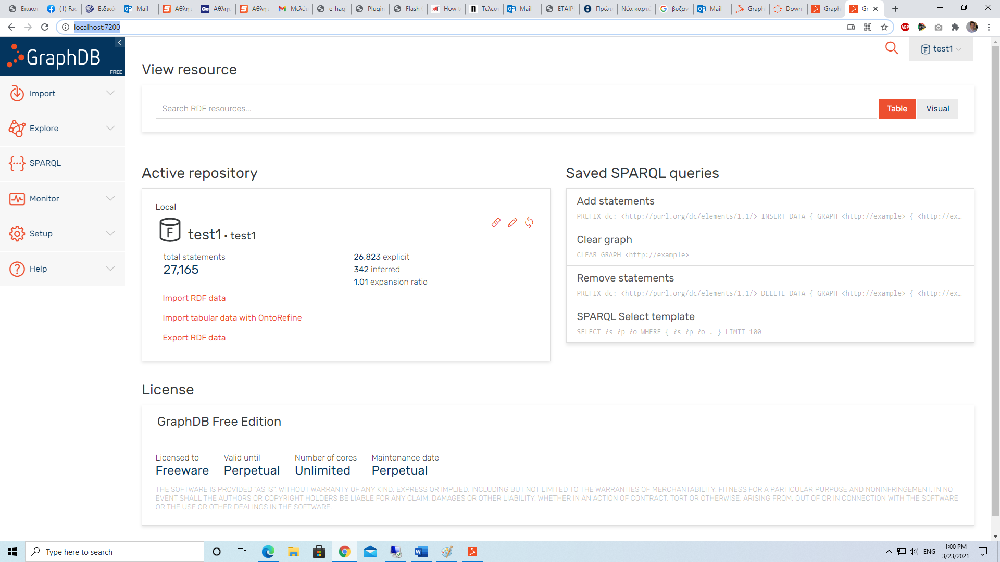 Επικοι
(1) Fac
Ειδικό
Mail -
Αθλητ
Αθλητ
Αθλητ
Μελέτ
e-hagi
Plugin
Flash
How t
Τελευτ
Mail -
ΕΤΑΙΡ
Πρώτ
Νέα καρτέ
βυζαν
Mail -
Graph
Down
Graph
Gr
localhost:7200
ABP
GraphDB
FREE
test1
Import
Explore
SPARQL
Monitor
Setup
Help
View resource
Search RDF resources...
Table
Visual
Active repository
Local
F
test1 · test1
total statements
27,165
26,823 explicit
342 inferred
1.01 expansion ratio
Import RDF data
Import tabular data with OntoRefine
Export RDF data
Saved SPARQL queries
Add statements
PREFIX dc: <http://purl.org/dc/elements/1.1/> INSERT DATA { GRAPH <http://example> { <http://ex…
Clear graph
CLEAR GRAPH <http://example>
Remove statements
PREFIX dc: <http://purl.org/dc/elements/1.1/> DELETE DATA { GRAPH <http://example> { <http://ex…
SPARQL Select template
SELECT ?s ?p ?o WHERE { ?s ?p ?o . } LIMIT 100
License
GraphDB Free Edition
Licensed to
Freeware
Valid until
Perpetual
Number of cores
Unlimited
Maintenance date
Perpetual
THE SOFTWARE IS PROVIDED "AS IS", WITHOUT WARRANTY OF ANY KIND, EXPRESS OR IMPLIED, INCLUDING BUT NOT LIMITED TO THE WARRANTIES OF MERCHANTABILITY, FITNESS FOR A PARTICULAR PURPOSE AND NONINFRINGEMENT. IN NO
EVENT SHALL THE AUTHORS OR COPYRIGHT HOLDERS BE LIABLE FOR ANY CLAIM, DAMAGES OR OTHER LIABILITY, WHETHER IN AN ACTION OF CONTRACT, TORT OR OTHERWISE, ARISING FROM, OUT OF OR IN CONNECTION WITH THE SOFTWARE
OR THE USE OR OTHER DEALINGS IN THE SOFTWARE.
Type here to search
ENG
1:00 PM
3/23/2021